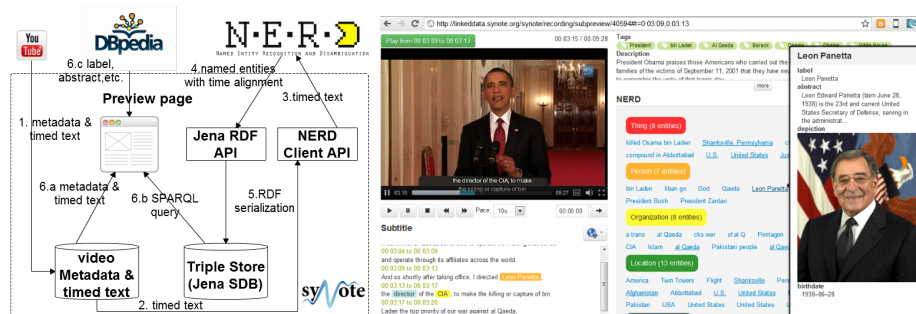 You
Tube
DBpedia
N·E·R·D
NAMED ENTITY RECOGNITION AND DISAMBIGUATION
6.c label,
abstract,etc.
4.named entities
with time alignment
Preview page
3.timed text
1. metadata &
timed text
Jena RDF
API
NERD
Client API
6.a metadata &
timed text
6.b SPARQL
query
5.RDF
serialization
video
Metadata &
timed text
Triple Store
(Jena SDB)
2. timed text
synote
http://linkeddata.synote.org/synote/recording/subpreview/40594#t=0:03:09,0:03:13
Play from 00:03:09 to 00:03:13
00:03:15 / 00:09:28
the director of the CIA, to make
the killing or capture of bin
03:15
09:27
Pace 10s
00:00:00
Subtitle
00:03:04 to 00:03:09
and operate through its affiliates across the world.
00:03:09 to 00:03:13
And so shortly after taking office, I directed Leon Panetta,
00:03:13 to 00:03:17
the director of the CIA, to make the killing or capture of bin
00:03:17 to 00:03:20
Laden the top priority of our war against al Qaeda.
Tags
President bin Laden Al Qaeda Barack
Description
President Obama praises those Americans who carried out the
families of the victims of September 11, 2001 that they have
more
NERD
Thing (8 entities)
killed Osama bin Laden Shanksville, Pennsylvania
compound in Abbottabad U.S. United States
Person (7 entities)
bin Laden liban go God Qaeda Leon Panetta
President Bush President Zardari
Organization (8 entities)
a trans al Qaeda cks wer of al Q Pentagon
CIA Islam al Qaeda Pakistani people
Location (13 entities)
America Twin Towers Flight Shanksville
Afghanistan Abbottabad U.S. United States
Pakistan USA United States United States
Leon Panetta
label
Leon Panetta
abstract
Leon Edward Panetta (born June 28,
1938) is the 23rd and current United
States Secretary of Defense, serving in
the administrat...
depiction
birthdate
1938-06-28